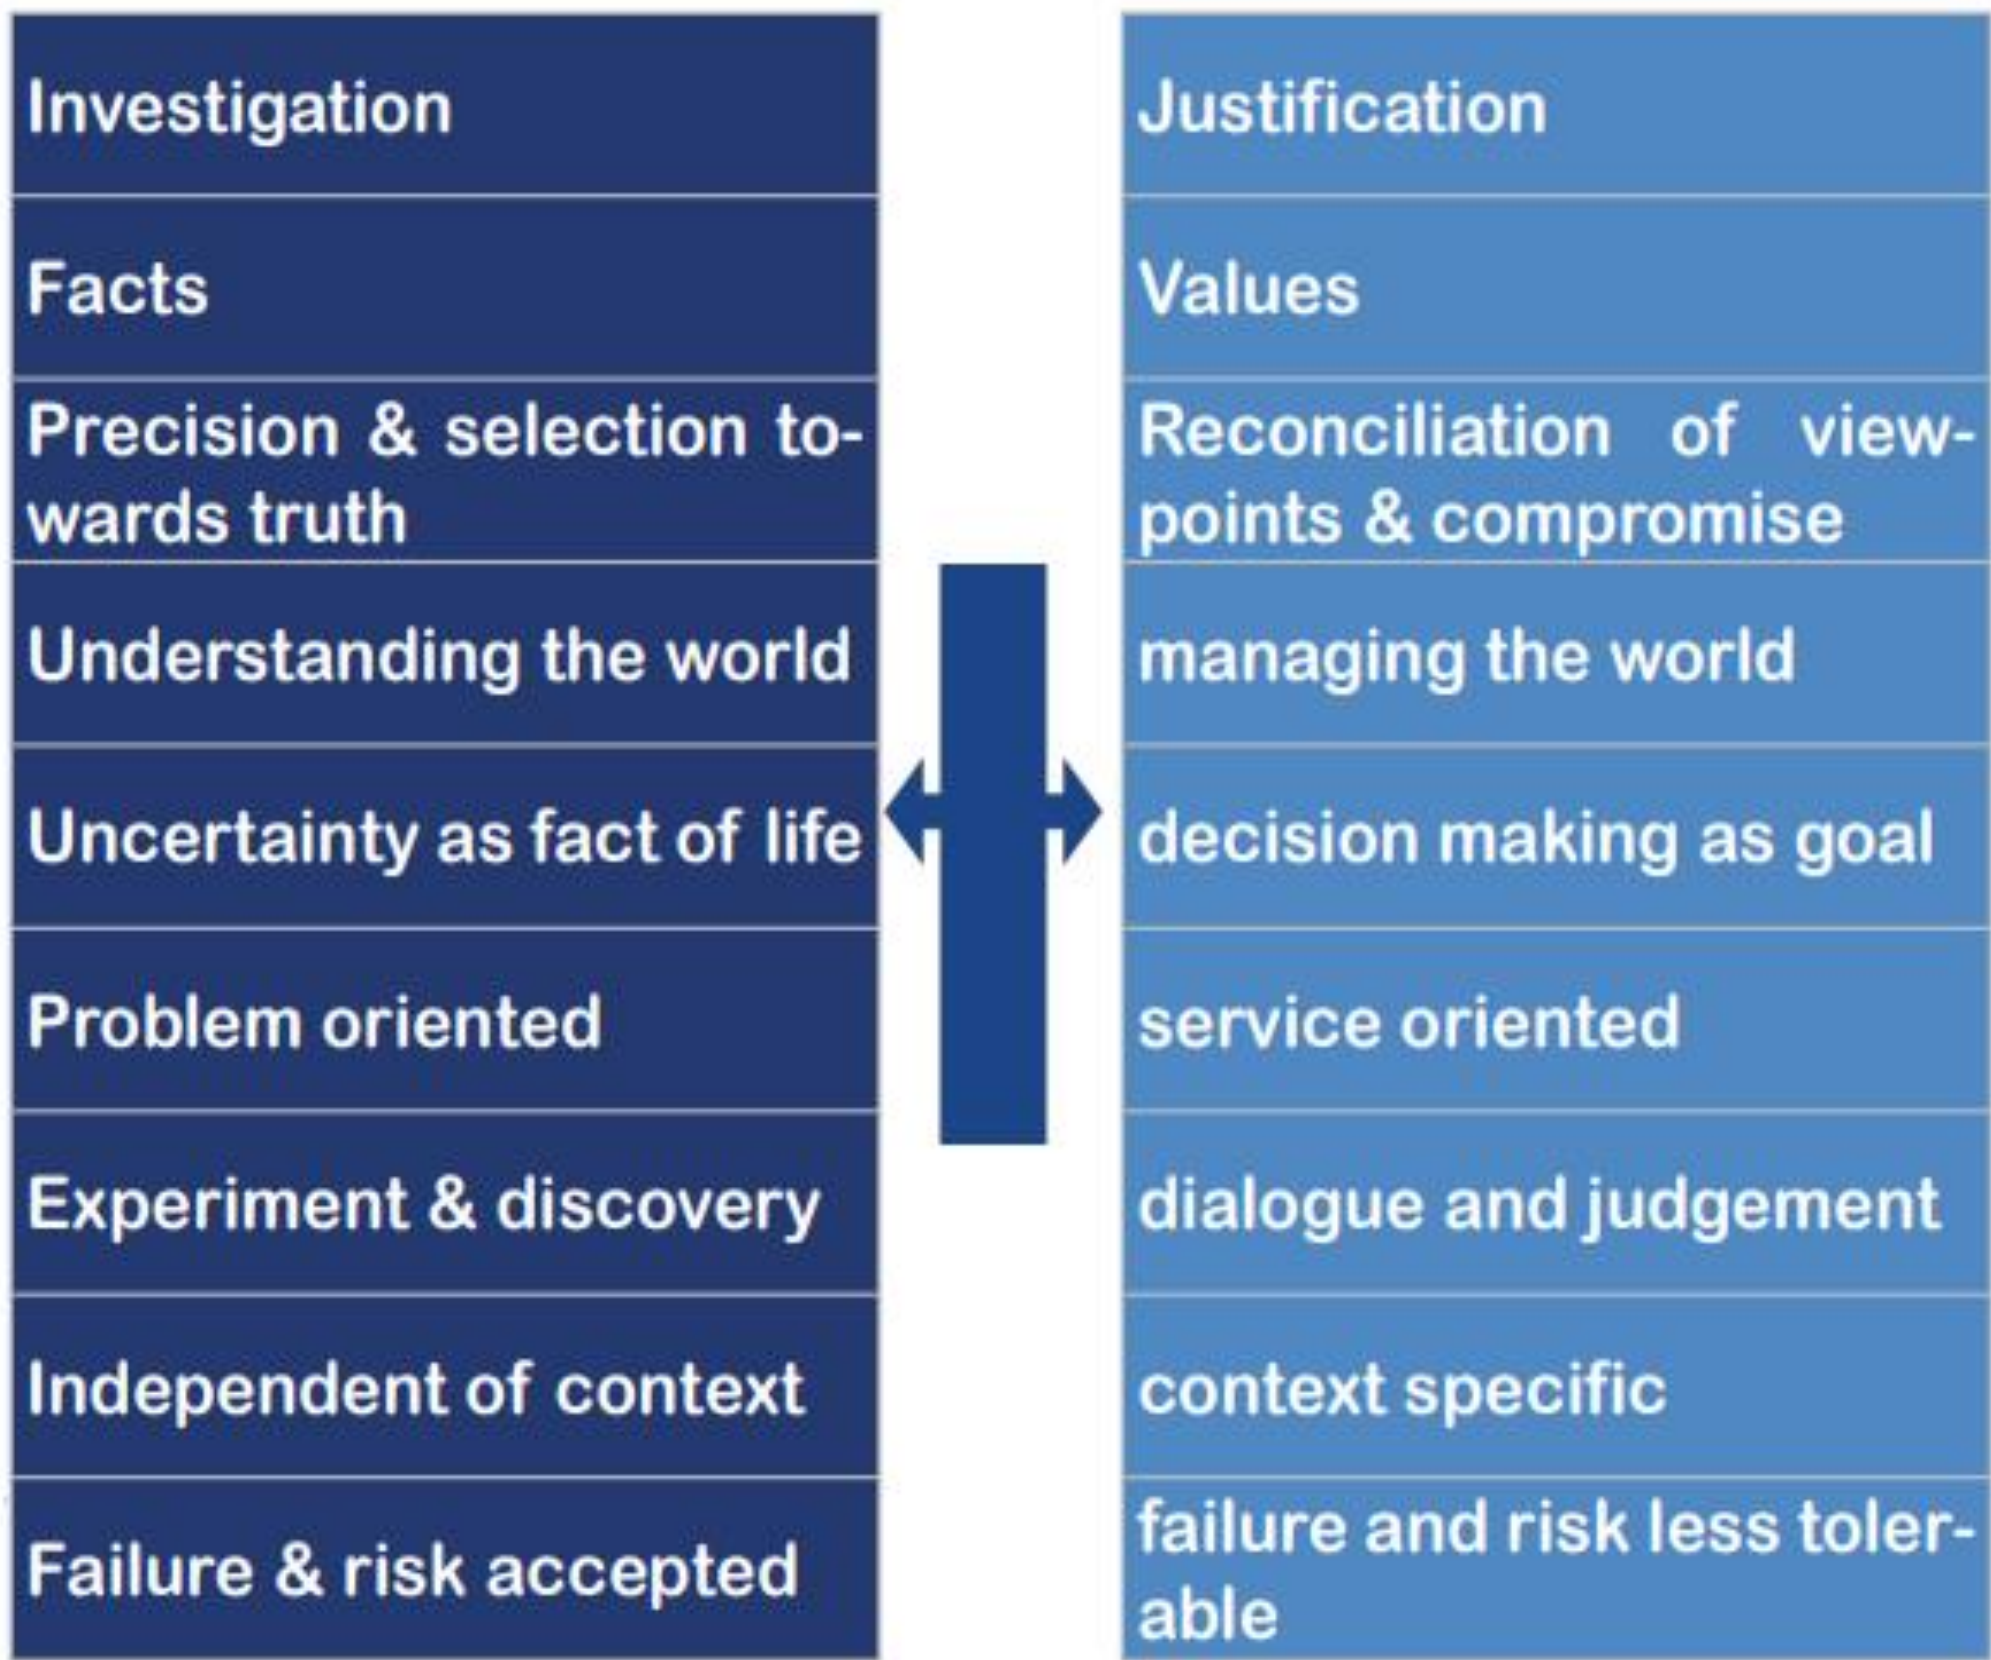 Investigation
Facts
Precision & selection to-
wards truth
Understanding the world
Uncertainty as fact of life
Problem oriented
Experiment & discovery
Independent of context
Failure & risk accepted
Justification
Values
Reconciliation of view-
points & compromise
managing the world
decision making as goal
service oriented
dialogue and judgement
context specific
failure and risk less toler-
able